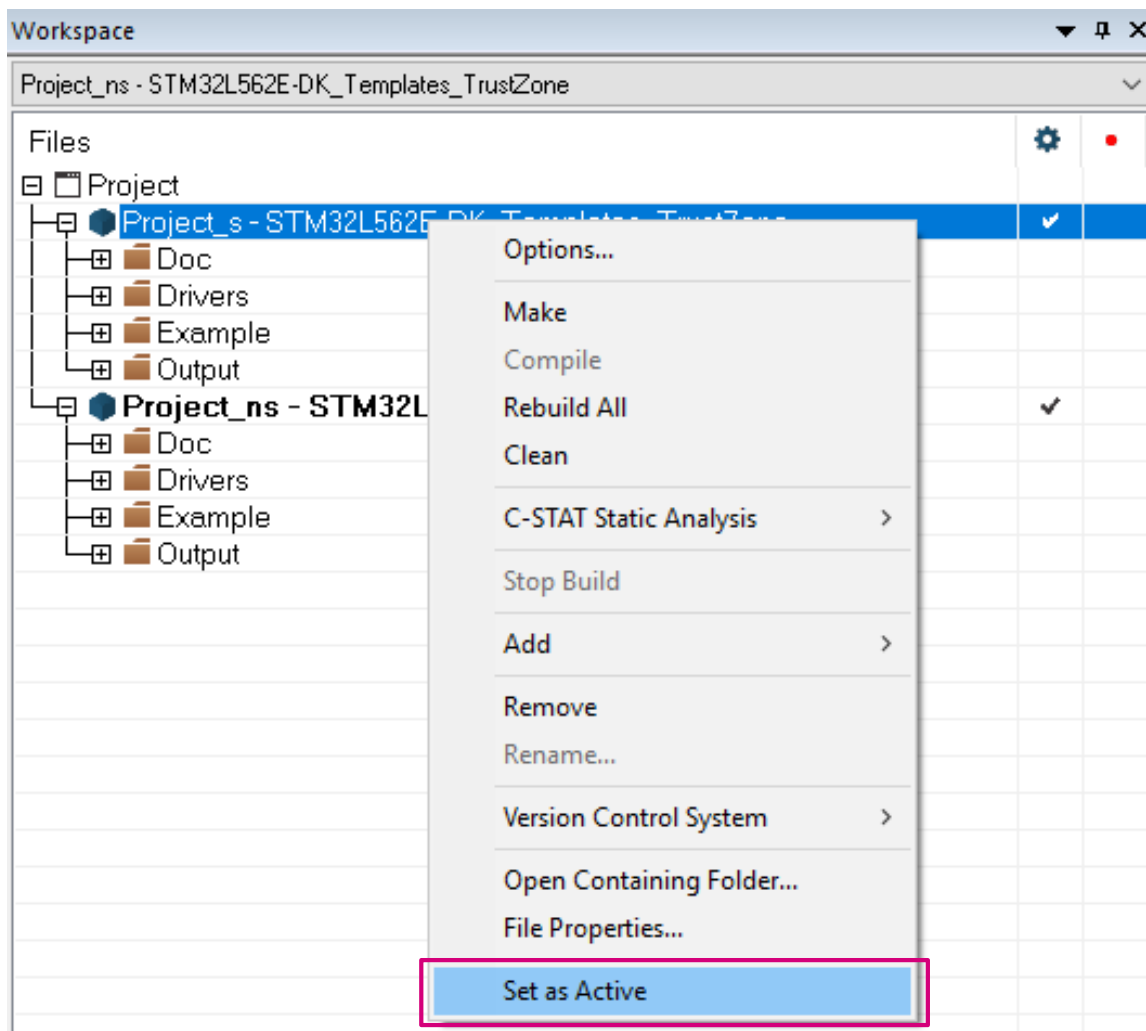 Workspace
Project_ns - STM32L562E-DK_Templates_TrustZone
Files
Project
Project_s - STM32L562E-DK_Templates_TrustZone
Doc
Drivers
Example
Output
Project_ns - STM32L
Doc
Drivers
Example
Output
Options...
Make
Compile
Rebuild All
Clean
C-STAT Static Analysis
Stop Build
Add
Remove
Rename...
Version Control System
Open Containing Folder...
File Properties...
Set as Active